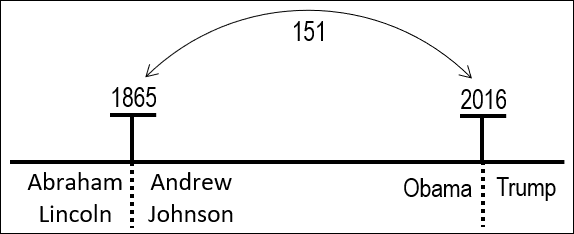 151
1865
2016
Abraham
Lincoln
Andrew
Johnson
Obama
Trump